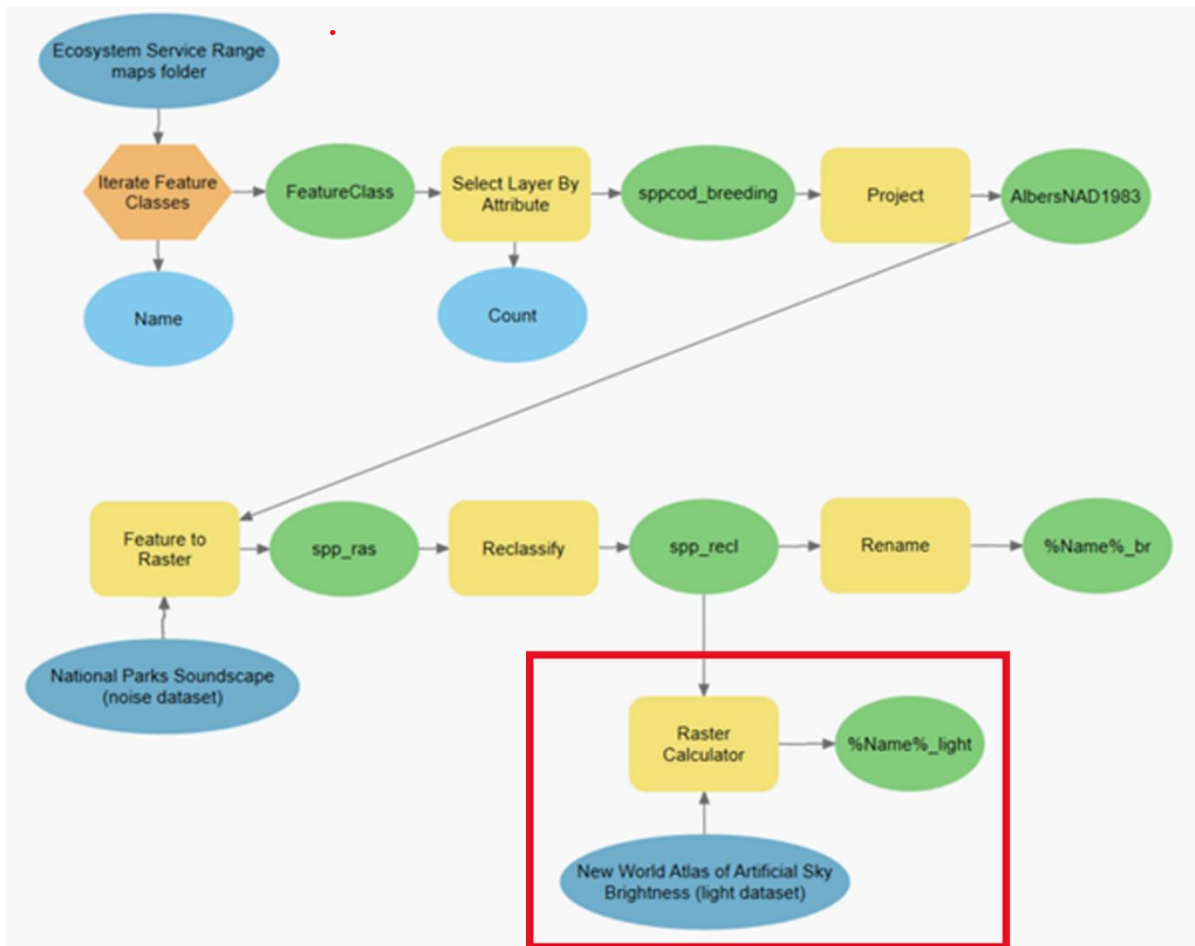 Ecosystem Service Range
maps folder
Iterate Feature
Classes
FeatureClass
Select Layer By
Attribute
sppcod_breeding
Project
AlbersNAD1983
Name
Count
Feature to
Raster
spp_ras
Reclassify
spp_recl
Rename
%Name%_br
National Parks Soundscape
(noise dataset)
Raster
Calculator
%Name%_light
New World Atlas of Artificial Sky
Brightness (light dataset)